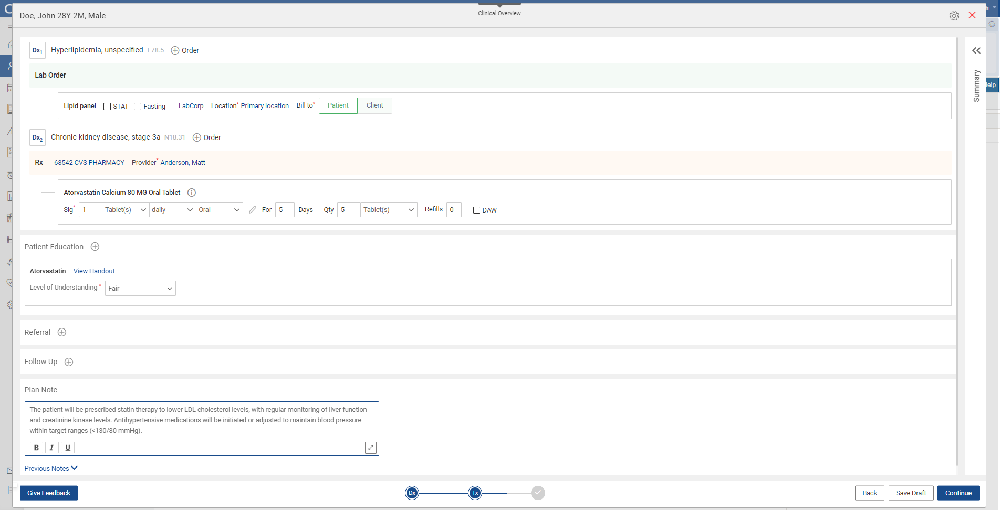 Doe, John 28Y 2M, Male
Clinical Overview
Dx1 Hyperlipidemia, unspecified E78.5 Order
Lab Order
Lipid panel STAT Fasting LabCorp Location* Primary location Bill to* Patient Client
Dx2 Chronic kidney disease, stage 3a N18.31 Order
Rx 68542 CVS PHARMACY Provider* Anderson, Matt
Atorvastatin Calcium 80 MG Oral Tablet
Sig* 1 Tablet(s) daily Oral For 5 Days Qty 5 Tablet(s) Refills 0 DAW
Patient Education
Atorvastatin View Handout
Level of Understanding* Fair
Referral
Follow Up
Plan Note
The patient will be prescribed statin therapy to lower LDL cholesterol levels, with regular monitoring of liver function
and creatinine kinase levels. Antihypertensive medications will be initiated or adjusted to maintain blood pressure
within target ranges (<130/80 mmHg).
B I U
Previous Notes
Give Feedback Dx Tx Back Save Draft Continue
Summary